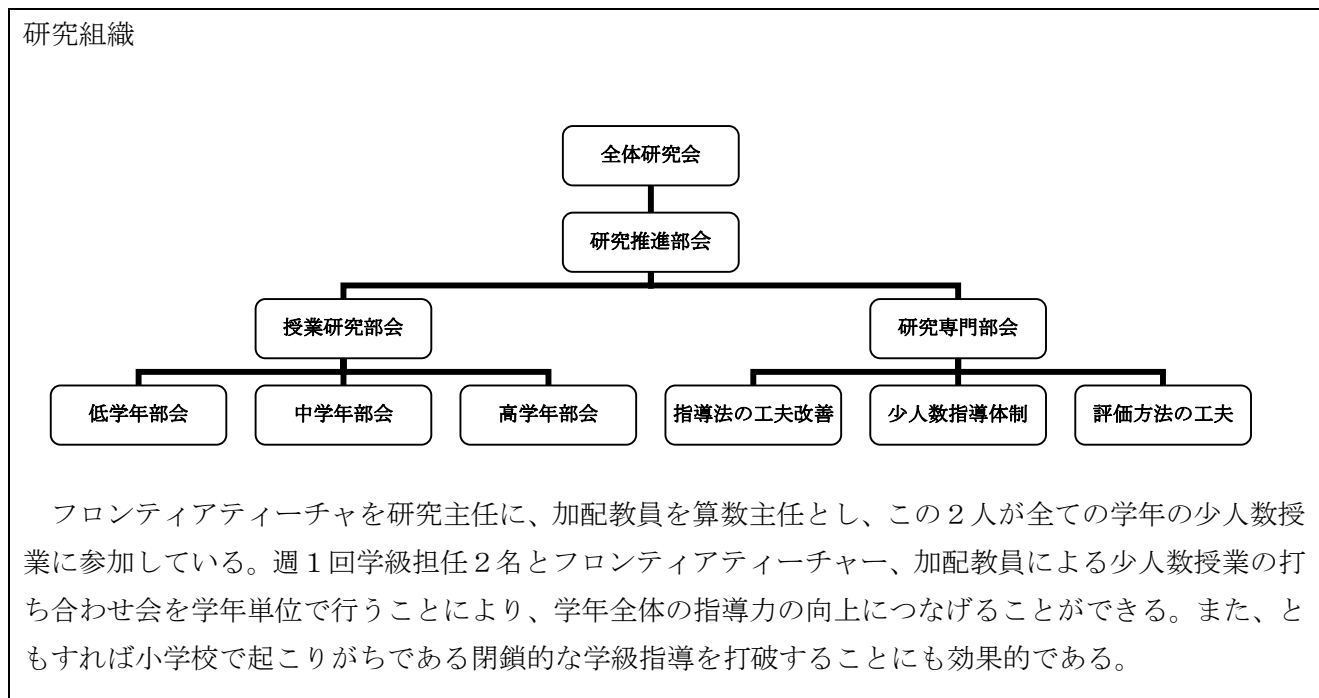 研究組織
全体研究会
研究推進部会
授業研究部会
研究専門部会
低学年部会
中学年部会
高学年部会
指導法の工夫改善
少人数指導体制
評価方法の工夫
フロンティアティーチャを研究主任に、加配教員を算数主任とし、この２人が全ての学年の少人数授
業に参加している。週１回学級担任２名とフロンティアティーチャー、加配教員による少人数授業の打
ち合わせ会を学年単位で行うことにより、学年全体の指導力の向上につなげることができる。また、と
もすれば小学校で起こりがちである閉鎖的な学級指導を打破することにも効果的である。